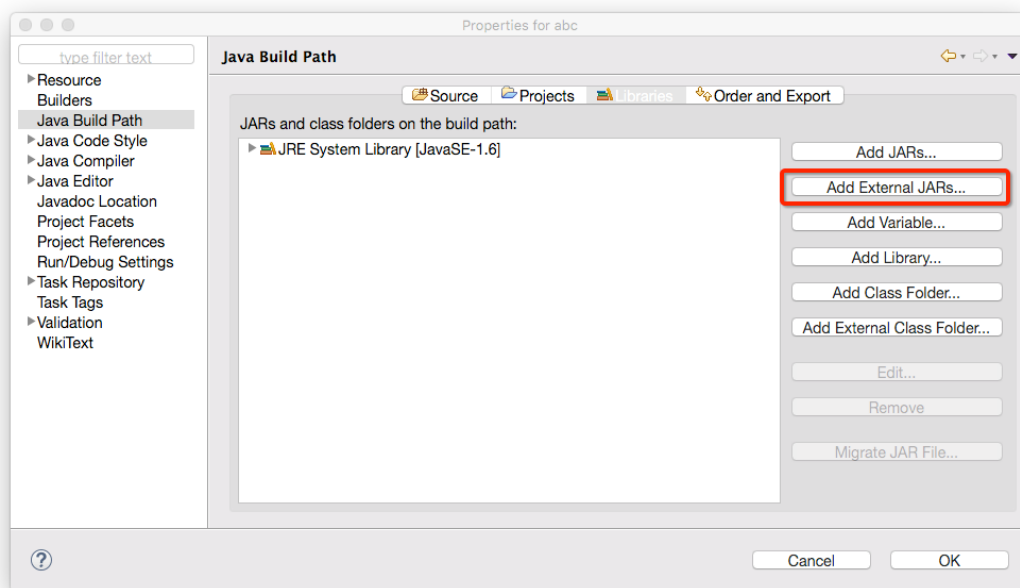 Properties for abc
type filter text
Resource
Builders
Java Build Path
Java Code Style
Java Compiler
Java Editor
Javadoc Location
Project Facets
Project References
Run/Debug Settings
Task Repository
Task Tags
Validation
WikiText
Java Build Path
Source
Projects
Libraries
Order and Export
JARs and class folders on the build path:
JRE System Library [JavaSE-1.6]
Add JARs...
Add External JARs...
Add Variable...
Add Library...
Add Class Folder...
Add External Class Folder...
Edit...
Remove
Migrate JAR File...
?
Cancel
OK